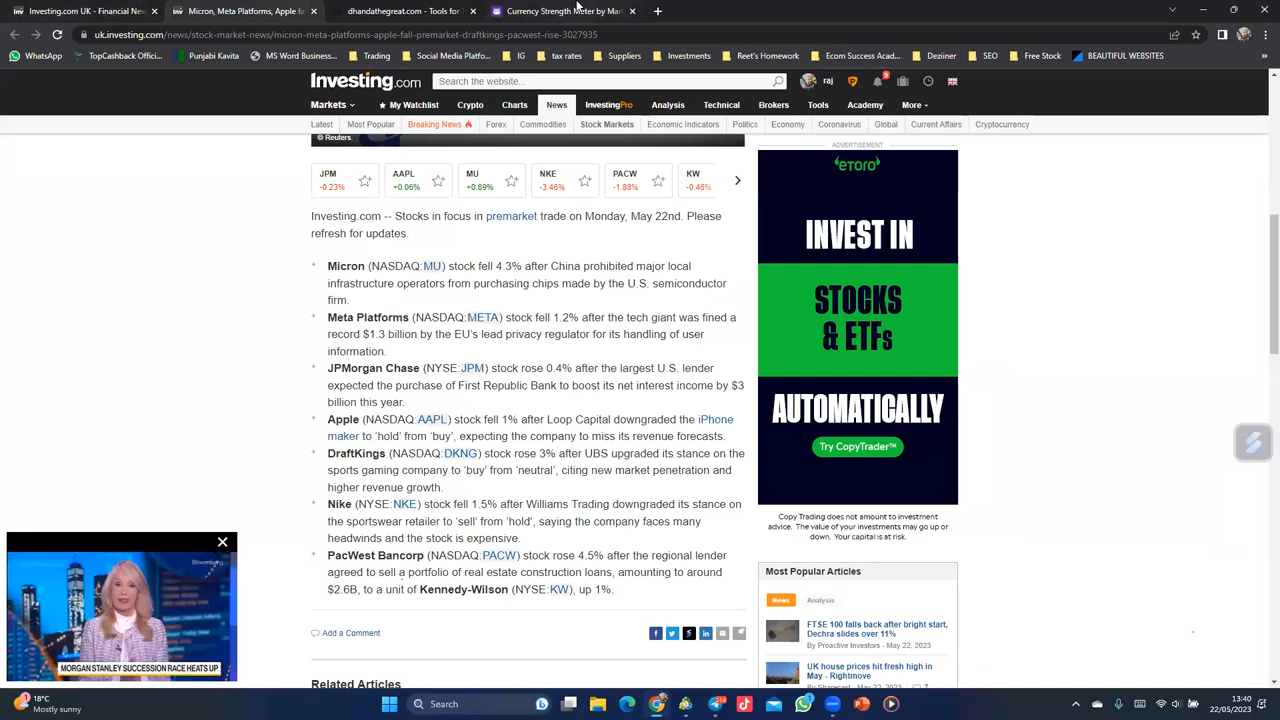 Investing.com UK - Financial News
Micron, Meta Platforms, Apple fa
dhanoratan.com - Tools for
Currency Strength Meter by Mar
uk.investing.com/news/stock-market-news/micron-meta-platforms-apple-fall-premarket-draftkings-pacwest-rise-3027935
WhatsApp
TopCashback Official...
Punjabi Kavita
MS Word Business...
Trading
Social Media Platfo...
IG
tax rates
Suppliers
Investments
Reet's Homework
Ecom Success Acad...
Dezner
SEO
Free Stock
BEAUTIFUL WEBSITES
Investing.com
Search the website...
raj
9
Markets
My Watchlist
Crypto
Charts
News
InvestingPro
Analysis
Technical
Brokers
Tools
Academy
More
Latest
Most Popular
Breaking News
Forex
Commodities
Stock Markets
Economic Indicators
Politics
Economy
Coronavirus
Global
Current Affairs
Cryptocurrency
© Reuters.
JPM
-0.23%
AAPL
+0.06%
MU
+0.89%
NKE
-3.46%
PACW
-1.88%
KW
-0.46%
Investing.com -- Stocks in focus in premarket trade on Monday, May 22nd. Please
refresh for updates.
Micron (NASDAQ:MU) stock fell 4.3% after China prohibited major local
infrastructure operators from purchasing chips made by the U.S. semiconductor
firm.
Meta Platforms (NASDAQ:META) stock fell 1.2% after the tech giant was fined a
record $1.3 billion by the EU's lead privacy regulator for its handling of user
information.
JPMorgan Chase (NYSE:JPM) stock rose 0.4% after the largest U.S. lender
expected the purchase of First Republic Bank to boost its net interest income by $3
billion this year.
Apple (NASDAQ:AAPL) stock fell 1% after Loop Capital downgraded the iPhone
maker to 'hold' from 'buy', expecting the company to miss its revenue forecasts.
DraftKings (NASDAQ:DKNG) stock rose 3% after UBS upgraded its stance on the
sports gaming company to 'buy' from 'neutral', citing new market penetration and
higher revenue growth.
Nike (NYSE:NKE) stock fell 1.5% after Williams Trading downgraded its stance on
the sportswear retailer to 'sell' from 'hold', saying the company faces many
headwinds and the stock is expensive.
PacWest Bancorp (NASDAQ:PACW) stock rose 4.5% after the regional lender
agreed to sell a portfolio of real estate construction loans, amounting to around
$2.6B, to a unit of Kennedy-Wilson (NYSE:KW), up 1%.
Add a Comment
Related Articles
ADVERTISEMENT
eToro
INVEST IN
STOCKS
& ETFs
AUTOMATICALLY
Try CopyTrader™
Copy Trading does not amount to investment
advice. The value of your investments may go up or
down. Your capital is at risk.
Most Popular Articles
News
Analysis
FTSE 100 falls back after bright start,
Dechra slides over 11%
By Proactive Investors - May 22, 2023
UK house prices hit fresh high in
May - Rightmove
By Sharecast - May 22, 2023
7
Bloomberg
MORGAN STANLEY SUCCESSION RACE HEATS UP
18°C
Mostly sunny
Search
13:40
22/05/2023